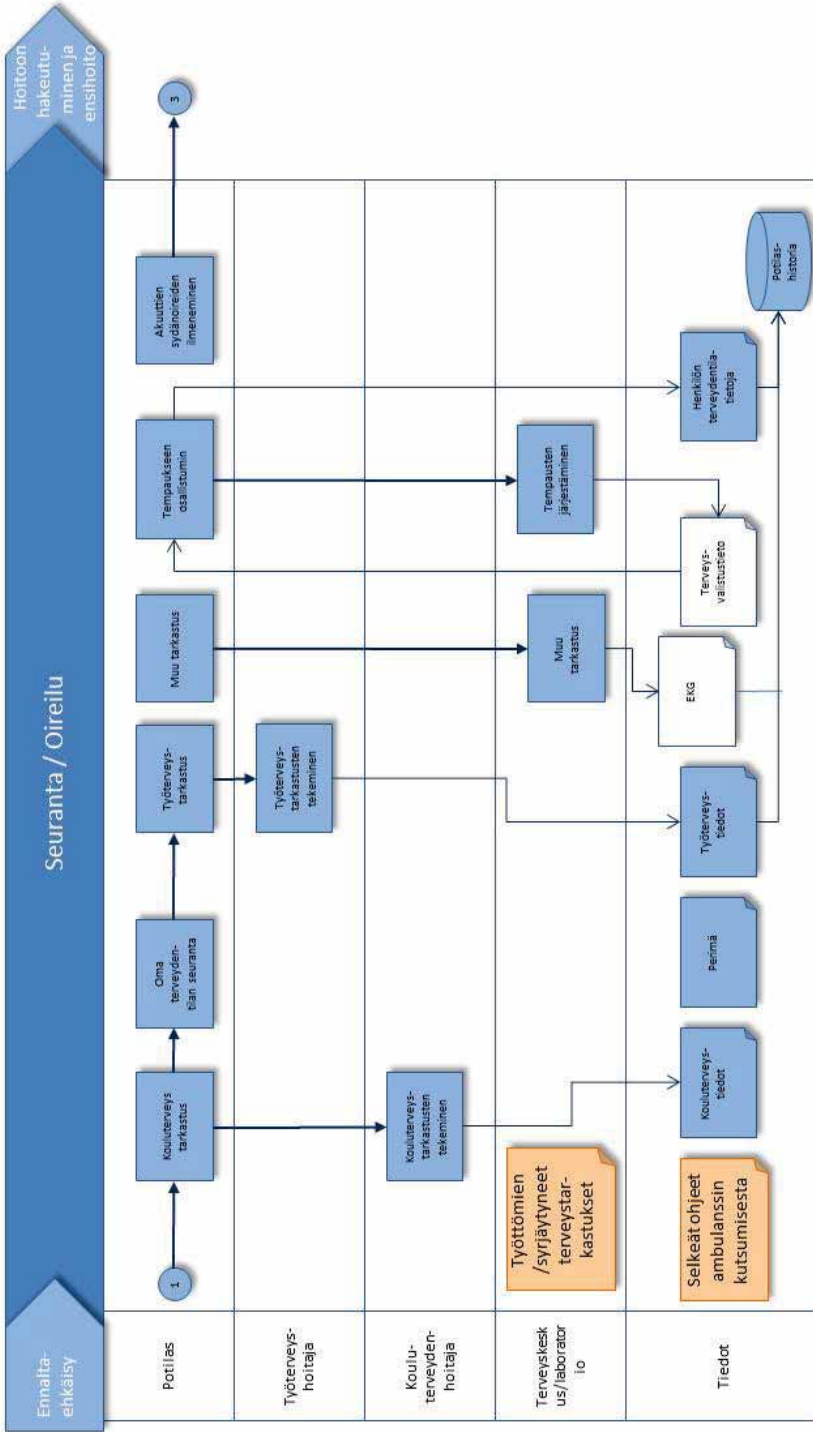 Ennalta-
ehkäisy
Seuranta / Oireilu
Hoitoon
hakeutu-
minen ja
ensihoito
Potilas
1
Kouluterveys
tarkastus
Oma
terveyden-
tilan seuranta
Työterveys-
tarkastus
Muu tarkastus
Tempaukseen
osallistumin
Akuuttien
sydänoireiden
ilmeneminen
3
Työterveys-
hoitaja
Työterveys-
tarkastusten
tekeminen
Koulu-
terveyden-
hoitaja
Kouluterveys-
tarkastusten
tekeminen
Terveyskesk
us/laborator
io
Työttömien
/syrjäytyneet
terveystar-
kastukset
Muu
tarkastus
Tempausten
järjestäminen
Tiedot
Selkeät ohjeet
ambulanssin
kutsumisesta
Kouluterveys-
tiedot
Perimä
Työterveys-
tiedot
EKG
Terveys-
valistustieto
Henkilön
terveydentila-
tietoja
Potilas-
historia